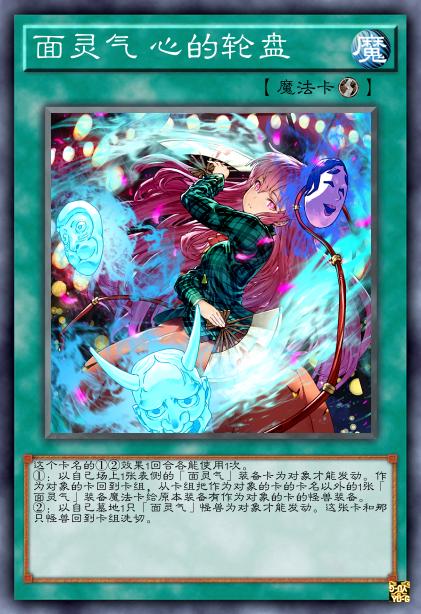 面灵气 心的轮盘
魔
【 魔法卡 】
这个卡名的①②效果1回合各能使用1次。
①：以自己场上1张表侧的「面灵气」装备卡为对象才能发动。作
为对象的卡回到卡组，从卡组把作为对象的卡的卡名以外的1张「
面灵气」装备魔法卡给原本装备有作为对象的卡的怪兽装备。
②：以自己墓地1只「面灵气」怪兽为对象才能发动。这张卡和那
只怪兽回到卡组洗切。